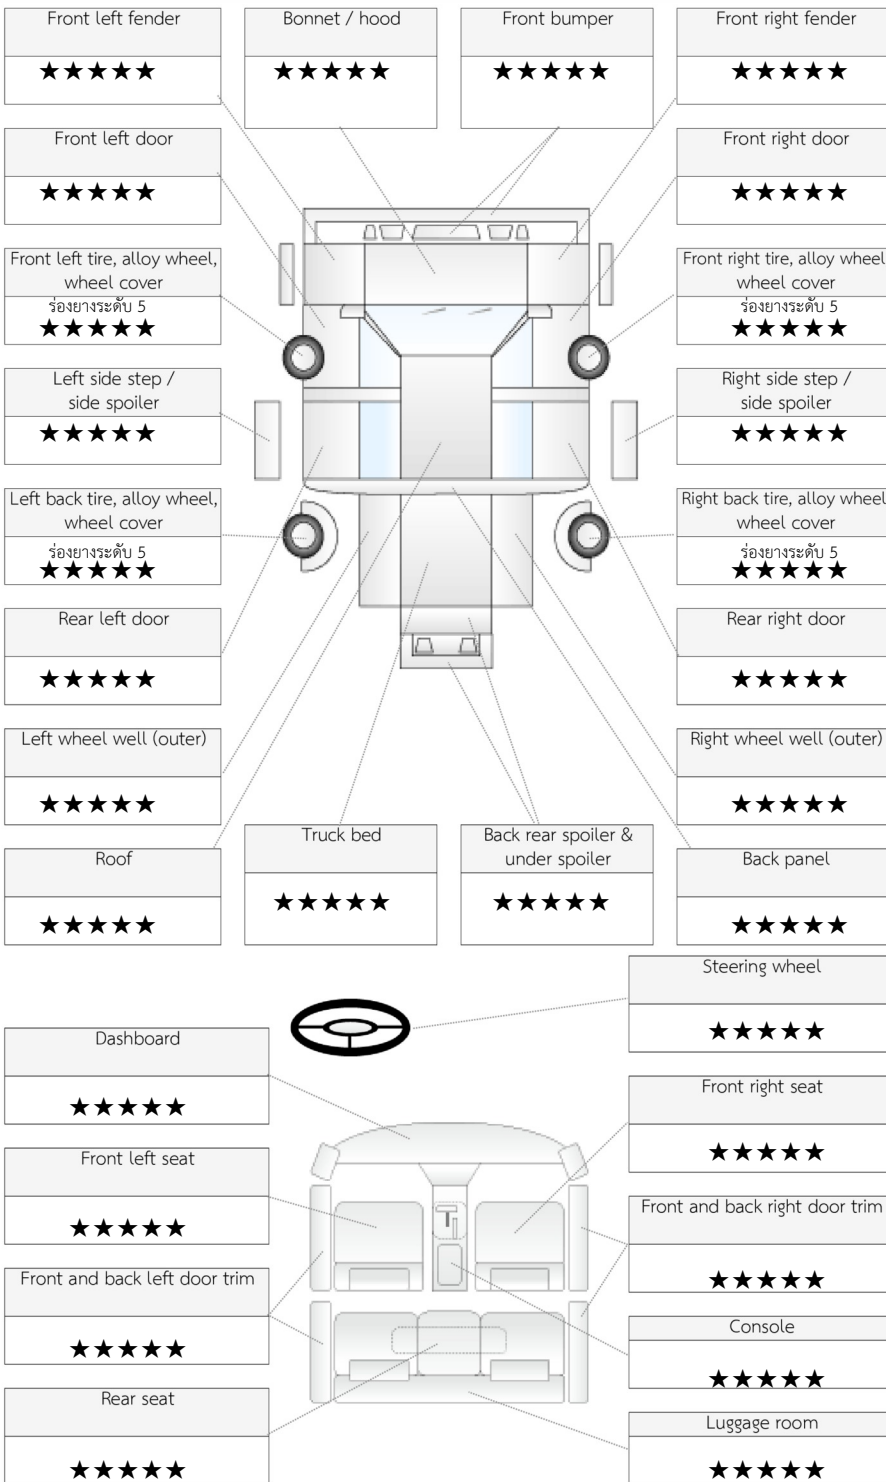 Front left fender
★★★★★
Bonnet / hood
★★★★★
Front bumper
★★★★★
Front right fender
★★★★★
Front left door
★★★★★
Front right door
★★★★★
Front left tire, alloy wheel,
wheel cover
ร่องยางระดับ 5
★★★★★
Front right tire, alloy wheel
wheel cover
ร่องยางระดับ 5
★★★★★
Left side step /
side spoiler
★★★★★
Right side step /
side spoiler
★★★★★
Left back tire, alloy wheel,
wheel cover
ร่องยางระดับ 5
★★★★★
Right back tire, alloy wheel
wheel cover
ร่องยางระดับ 5
★★★★★
Rear left door
★★★★★
Rear right door
★★★★★
Left wheel well (outer)
★★★★★
Right wheel well (outer)
★★★★★
Roof
★★★★★
Truck bed
★★★★★
Back rear spoiler &
under spoiler
★★★★★
Back panel
★★★★★
Steering wheel
★★★★★
Dashboard
★★★★★
Front right seat
★★★★★
Front left seat
★★★★★
Front and back right door trim
★★★★★
Front and back left door trim
★★★★★
Console
★★★★★
Rear seat
★★★★★
Luggage room
★★★★★